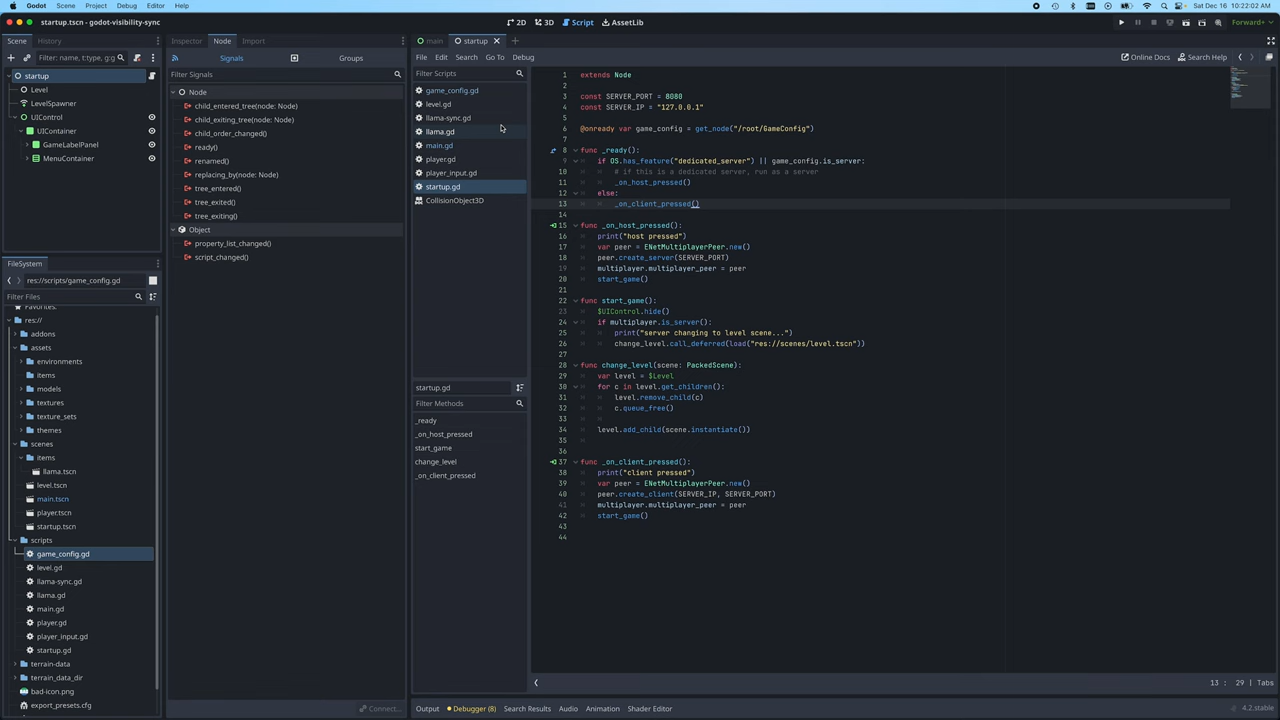 Godot Scene Project Debug Editor Help
Sat Dec 16 10:22:02 AM
startup.tscn - godot-visibility-sync
2D 3D Script AssetLib
Forward+
Scene History
Filter: name, t:type, g:g
startup
Level
LevelSpawner
UIControl
UIContainer
GameLabelPanel
MenuContainer
FileSystem
res://scripts/game_config.gd
Filter Files
Favorites:
res://
addons
assets
environments
items
models
textures
texture_sets
themes
scenes
items
llama.tscn
level.tscn
main.tscn
player.tscn
startup.tscn
scripts
game_config.gd
level.gd
llama-sync.gd
llama.gd
main.gd
player.gd
player_input.gd
startup.gd
terrain-data
terrain_data_dir
bad-icon.png
export_presets.cfg
Inspector Node Import
Signals Groups
Filter Signals
Node
child_entered_tree(node: Node)
child_exiting_tree(node: Node)
child_order_changed()
ready()
renamed()
replacing_by(node: Node)
tree_entered()
tree_exited()
tree_exiting()
Object
property_list_changed()
script_changed()
Connect...
main startup
File Edit Search Go To Debug
Online Docs Search Help
Filter Scripts
game_config.gd
level.gd
llama-sync.gd
llama.gd
main.gd
player.gd
player_input.gd
startup.gd
CollisionObject3D
startup.gd
Filter Methods
_ready
_on_host_pressed
start_game
change_level
_on_client_pressed
1 extends Node
2
3 const SERVER_PORT = 8080
4 const SERVER_IP = "127.0.0.1"
5
6 @onready var game_config = get_node("/root/GameConfig")
7
8 func _ready():
9 if OS.has_feature("dedicated_server") || game_config.is_server:
10 # if this is a dedicated server, run as a server
11 _on_host_pressed()
12 else:
13 _on_client_pressed()
14
15 func _on_host_pressed():
16 print("host pressed")
17 var peer = ENetMultiplayerPeer.new()
18 peer.create_server(SERVER_PORT)
19 multiplayer.multiplayer_peer = peer
20 start_game()
21
22 func start_game():
23 $UIControl.hide()
24 if multiplayer.is_server():
25 print("server changing to level scene...")
26 change_level.call_deferred(load("res://scenes/level.tscn"))
27
28 func change_level(scene: PackedScene):
29 var level = $Level
30 for c in level.get_children():
31 level.remove_child(c)
32 c.queue_free()
33
34 level.add_child(scene.instantiate())
35
36
37 func _on_client_pressed():
38 print("client pressed")
39 var peer = ENetMultiplayerPeer.new()
40 peer.create_client(SERVER_IP, SERVER_PORT)
41 multiplayer.multiplayer_peer = peer
42 start_game()
43
44
13 : 29 | Tabs
Output Debugger (8) Search Results Audio Animation Shader Editor
4.2.stable